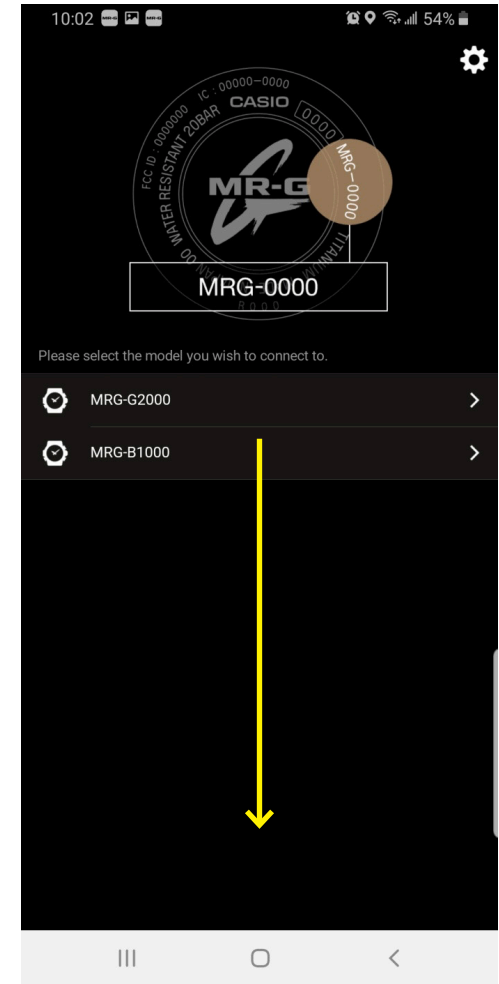 10:02 54%
IC : 00000-0000
FCC ID : 0000000
CASIO
0000
WATER RESISTANT 20BAR
MRG-0000
MR-G
TITANIUM
MRG-0000
R000
Please select the model you wish to connect to.
MRG-G2000
MRG-B1000